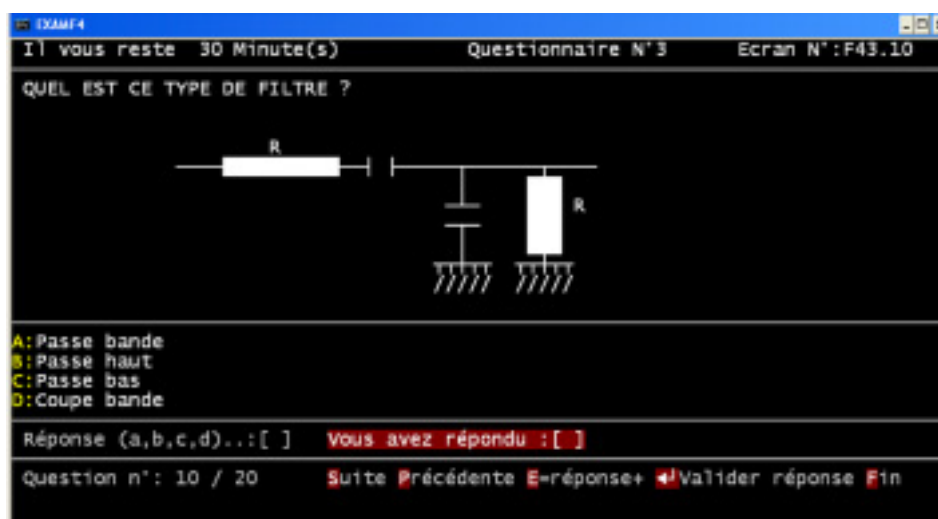 EXAMF4
Il vous reste 30 Minute(s) Questionnaire N°3 Ecran N°:F43.10
QUEL EST CE TYPE DE FILTRE ?
R
R
A:Passe bande
B:Passe haut
C:Passe bas
D:Coupe bande
Réponse (a,b,c,d)..:[ ] Vous avez répondu :[ ]
Question n°: 10 / 20 Suite Précédente E=réponse+ ↵Valider réponse Fin